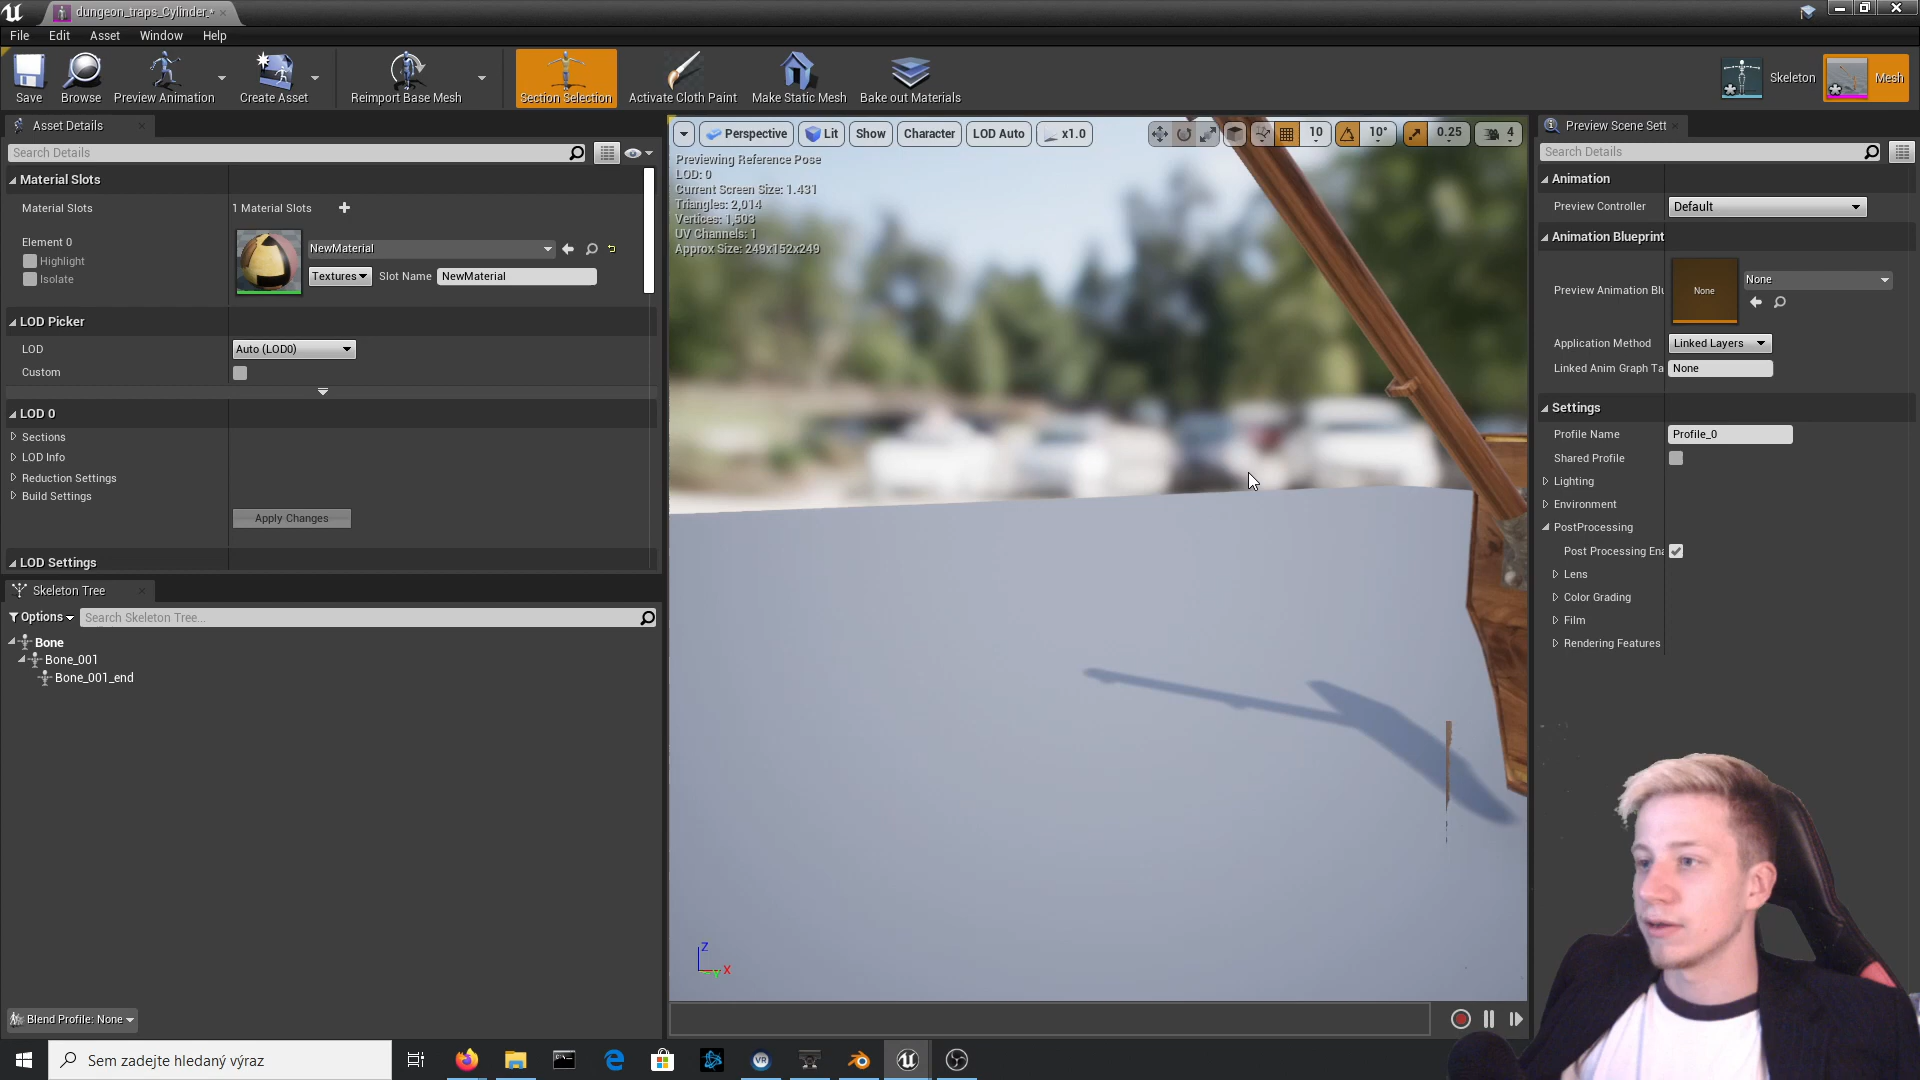 dungeon_traps_Cylinder_*
File Edit Asset Window Help
Save Browse Preview Animation Create Asset Reimport Base Mesh Section Selection Activate Cloth Paint Make Static Mesh Bake out Materials Skeleton Mesh
Asset Details
Search Details
Material Slots
Material Slots 1 Material Slots
Element 0
Highlight
Isolate
NewMaterial
Textures Slot Name NewMaterial
LOD Picker
LOD Auto (LOD0)
Custom
LOD 0
Sections
LOD Info
Reduction Settings
Build Settings
Apply Changes
LOD Settings
Skeleton Tree
Options Search Skeleton Tree...
Bone
Bone_001
Bone_001_end
Blend Profile: None
Perspective Lit Show Character LOD Auto x1.0 10 10° 0.25 4
Previewing Reference Pose
LOD: 0
Current Screen Size: 1.431
Triangles: 2,014
Vertices: 1,503
UV Channels: 1
Approx Size: 249x152x249
Z
X
Preview Scene Sett
Search Details
Animation
Preview Controller Default
Animation Blueprint
Preview Animation Blu None None
Application Method Linked Layers
Linked Anim Graph Ta None
Settings
Profile Name Profile_0
Shared Profile
Lighting
Environment
PostProcessing
Post Processing Ena
Lens
Color Grading
Film
Rendering Features
Sem zadejte hledaný výraz
VR